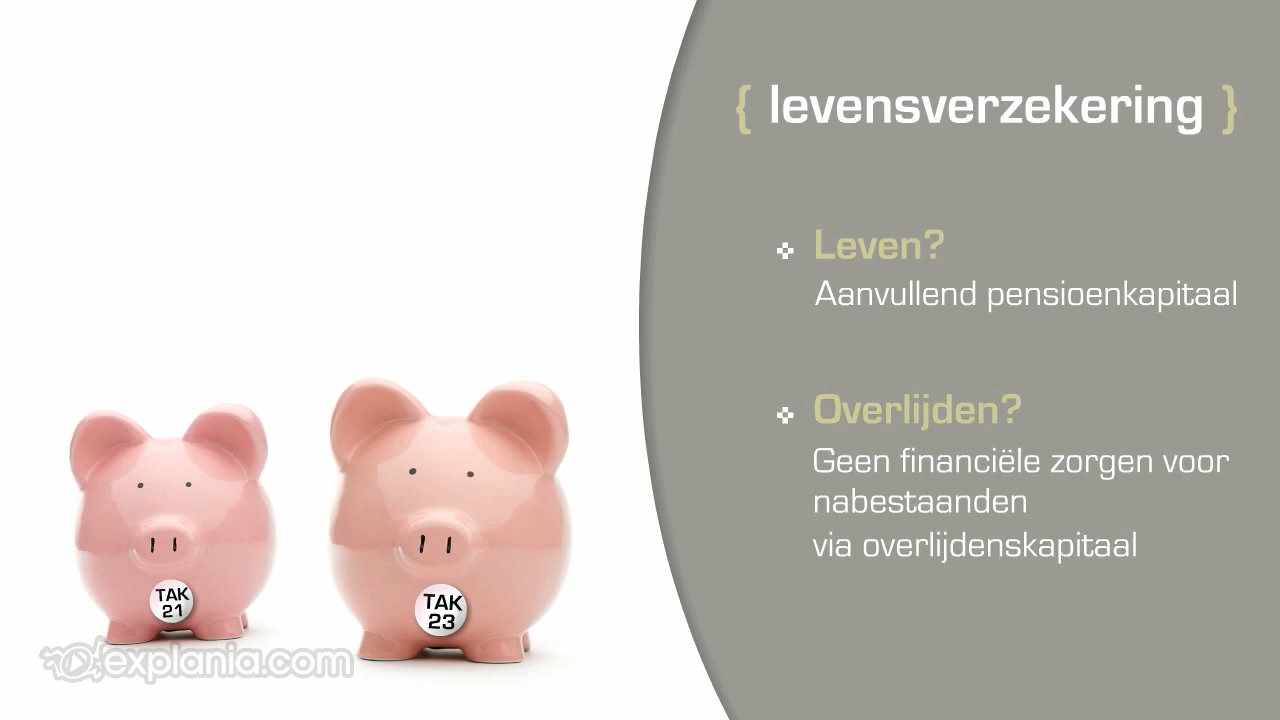 { levensverzekering }
Leven?
Aanvullend pensioenkapitaal
Overlijden?
Geen financiële zorgen voor
nabestaanden
via overlijdenskapitaal
TAK
21
TAK
23
explania.com